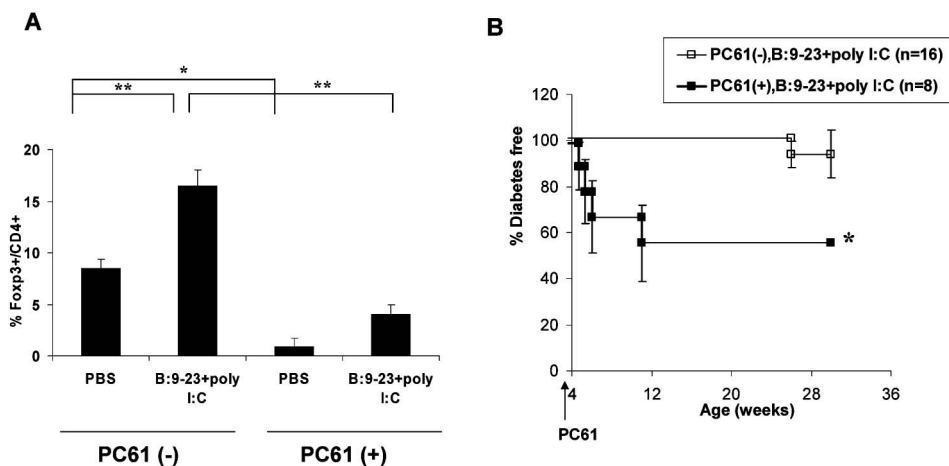 A
*
**
**
% Foxp3+/CD4+
20
15
10
5
0
PBS
B:9-23+poly
I:C
PBS
B:9-23+poly
I:C
PC61 (-)
PC61 (+)
B
PC61(-),B:9-23+poly I:C (n=16)
PC61(+),B:9-23+poly I:C (n=8)
% Diabetes free
120
100
80
60
40
20
0
*
4
12
20
28
36
Age (weeks)
PC61